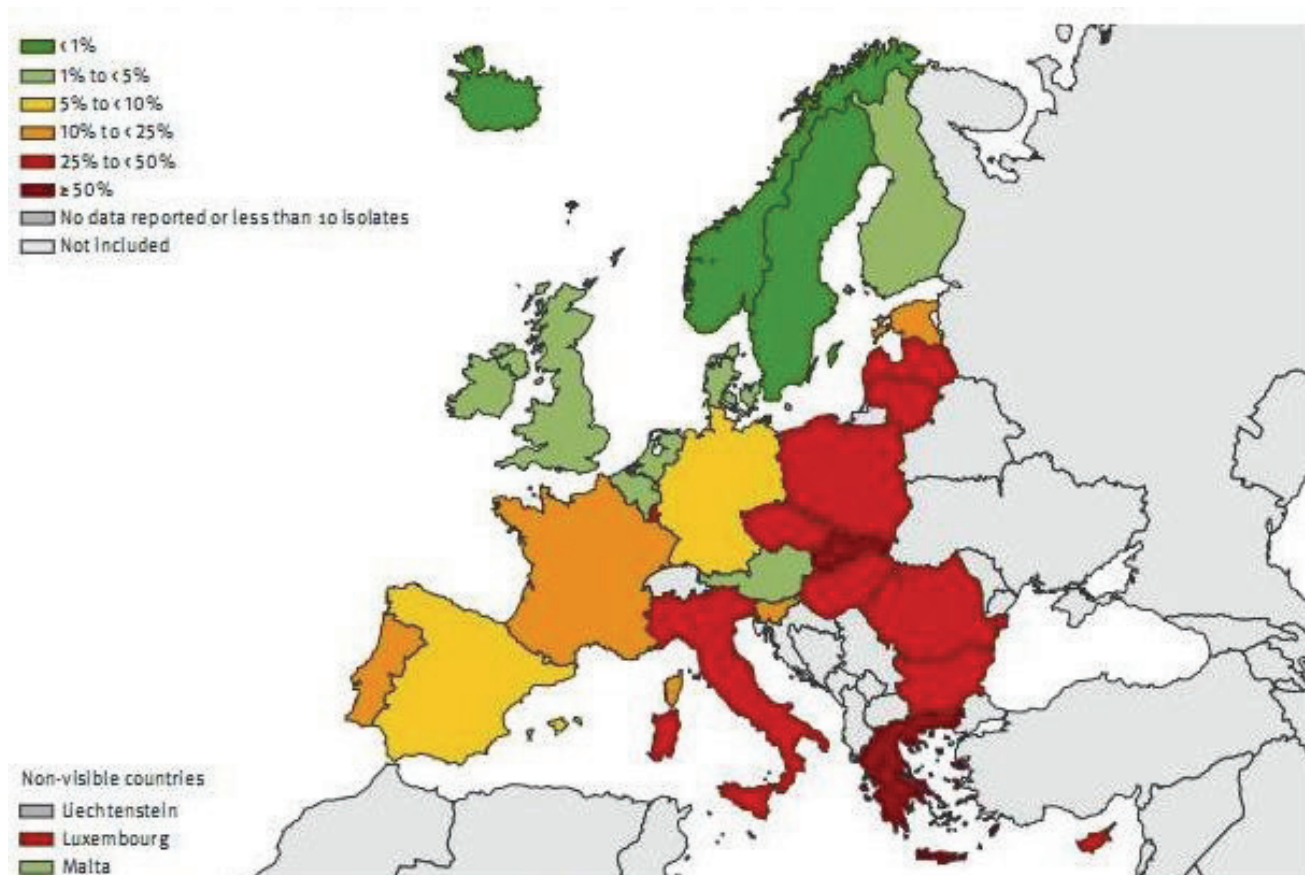 < 1%
1% to < 5%
5% to < 10%
10% to < 25%
25% to < 50%
≥ 50%
No data reported or less than 10 isolates
Not included
Non-visible countries
Liechtenstein
Luxembourg
Malta